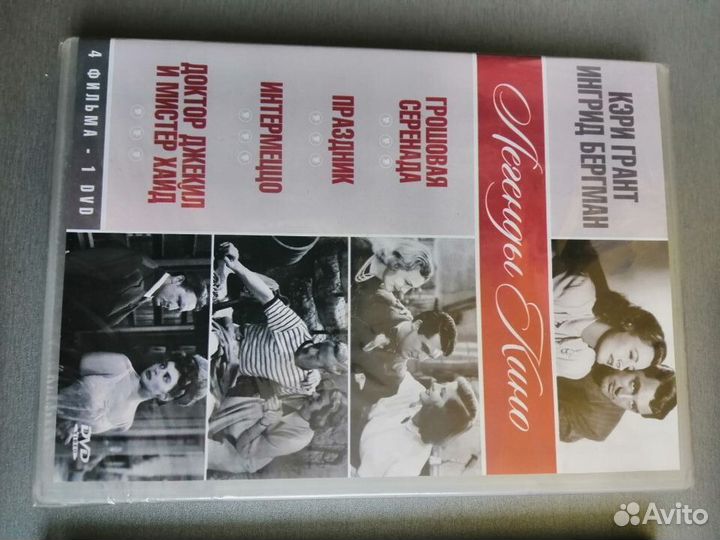 КЭРИ ГРАНТ
ИНГРИД БЕРГМАН
Легенды Кино
ГРОШОВАЯ
СЕРЕНАДА
ПРАЗДНИК
ИНТЕРМЕЦЦО
ДОКТОР ДЖЕКИЛ
И МИСТЕР ХАЙД
4 ФИЛЬМА - 1 DVD
DVD
Avito